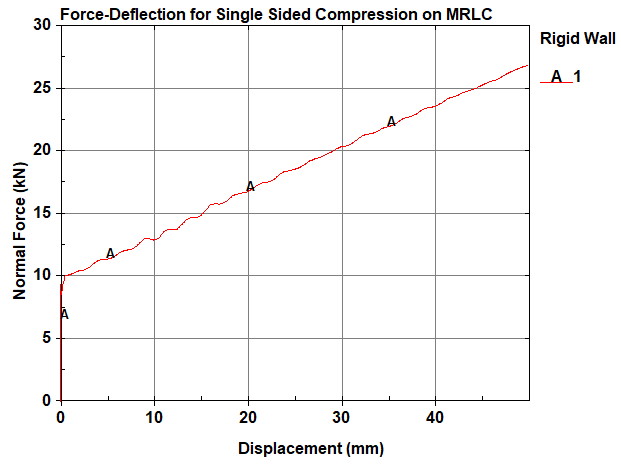 Force-Deflection for Single Sided Compression on MRLC
Rigid Wall
A 1
30
25
20
15
10
5
0
Normal Force (kN)
A
A
A
A
0 10 20 30 40
Displacement (mm)